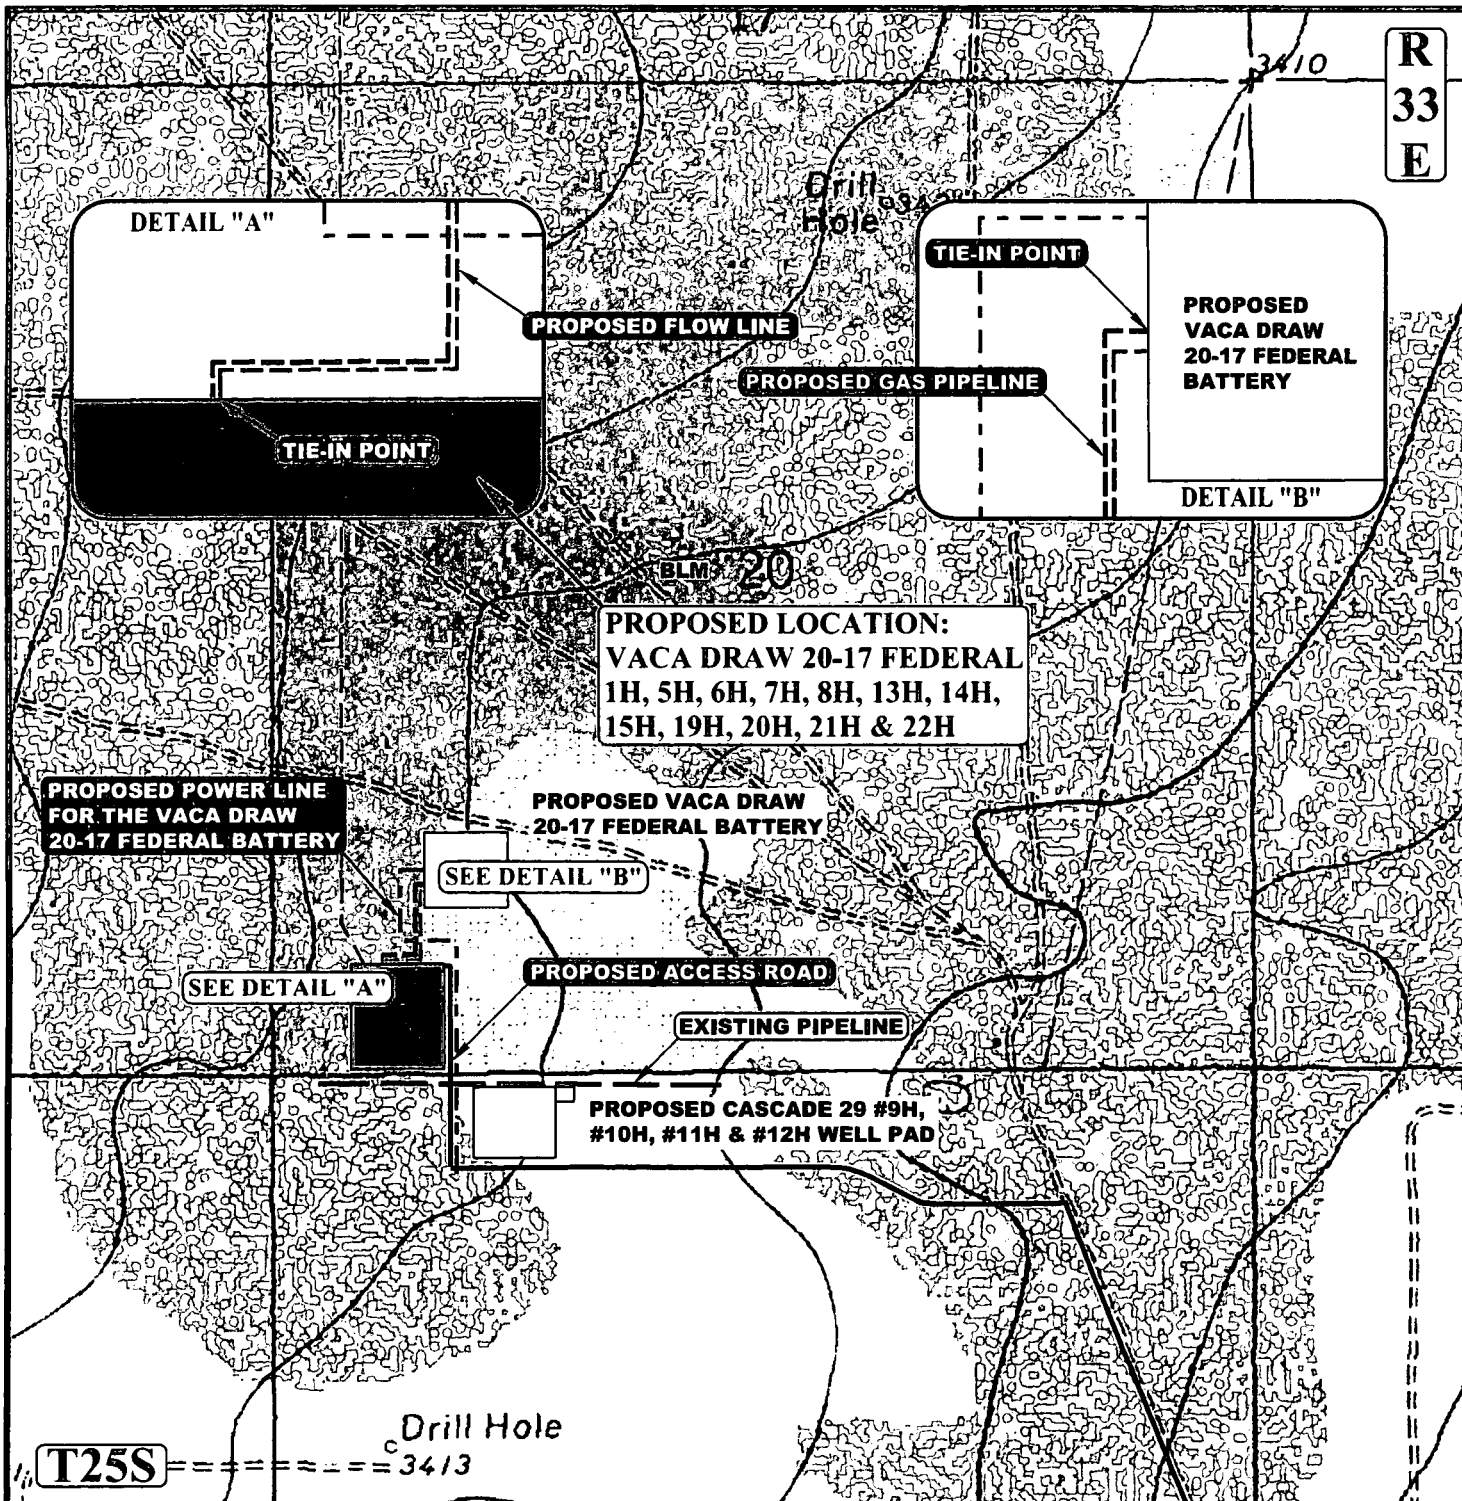 17
3410
R
33
E
Drill
Hole
DETAIL "A"
PROPOSED FLOW LINE
TIE-IN POINT
TIE-IN POINT
PROPOSED
VACA DRAW
20-17 FEDERAL
BATTERY
PROPOSED GAS PIPELINE
DETAIL "B"
BLM
20
PROPOSED LOCATION:
VACA DRAW 20-17 FEDERAL
1H, 5H, 6H, 7H, 8H, 13H, 14H,
15H, 19H, 20H, 21H & 22H
PROPOSED POWER LINE
FOR THE VACA DRAW
20-17 FEDERAL BATTERY
PROPOSED VACA DRAW
20-17 FEDERAL BATTERY
SEE DETAIL "B"
PROPOSED ACCESS ROAD
SEE DETAIL "A"
EXISTING PIPELINE
PROPOSED CASCADE 29 #9H,
#10H, #11H & #12H WELL PAD
Drill Hole
3413
T25S